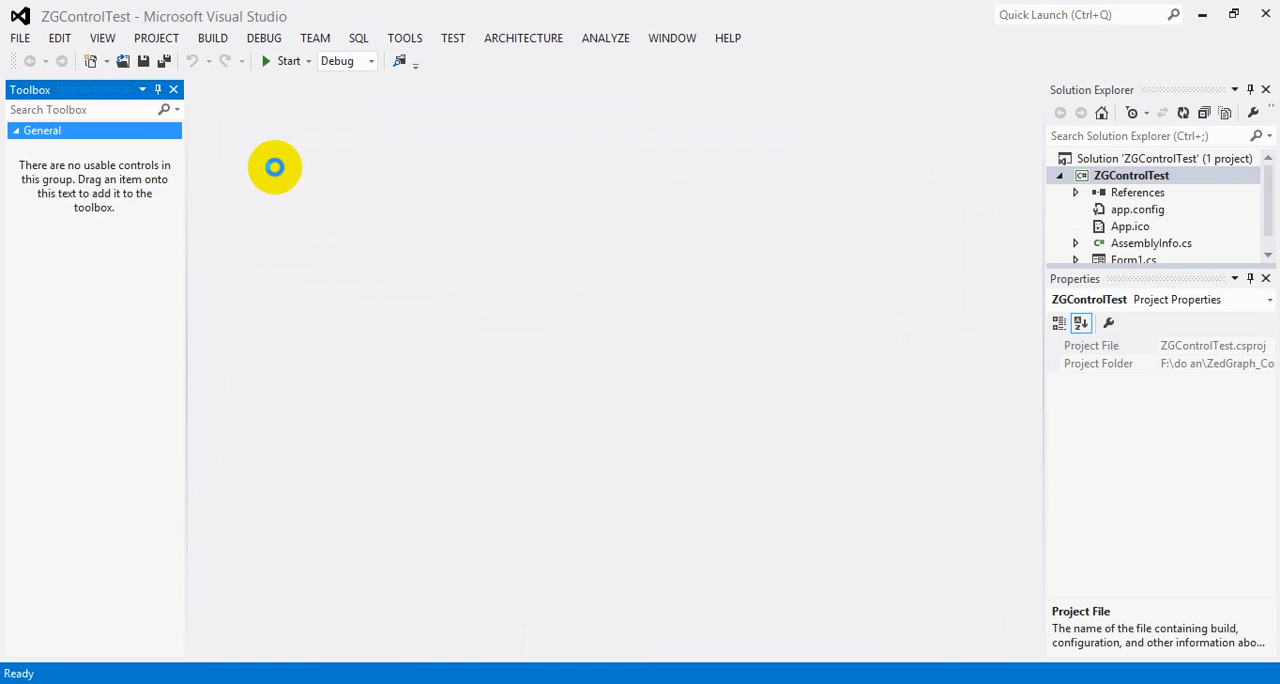 ZGControlTest - Microsoft Visual Studio
Quick Launch (Ctrl+Q)
FILE EDIT VIEW PROJECT BUILD DEBUG TEAM SQL TOOLS TEST ARCHITECTURE ANALYZE WINDOW HELP
Start Debug
Toolbox
Search Toolbox
General
There are no usable controls in
this group. Drag an item onto
this text to add it to the
toolbox.
Solution Explorer
Search Solution Explorer (Ctrl+;)
Solution 'ZGControlTest' (1 project)
C# ZGControlTest
References
app.config
App.ico
C# AssemblyInfo.cs
Form1.cs
Properties
ZGControlTest Project Properties
Project File ZGControlTest.csproj
Project Folder F:\do an\ZedGraph_Co
Project File
The name of the file containing build,
configuration, and other information abo...
Ready